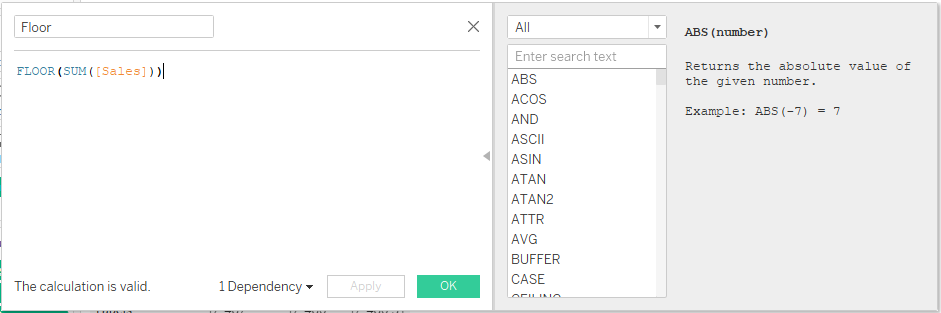 Floor
FLOOR(SUM([Sales]))
The calculation is valid.
1 Dependency
Apply
OK
All
Enter search text
ABS
ACOS
AND
ASCII
ASIN
ATAN
ATAN2
ATTR
AVG
BUFFER
CASE
CEILING
ABS(number)
Returns the absolute value of
the given number.
Example: ABS(-7) = 7